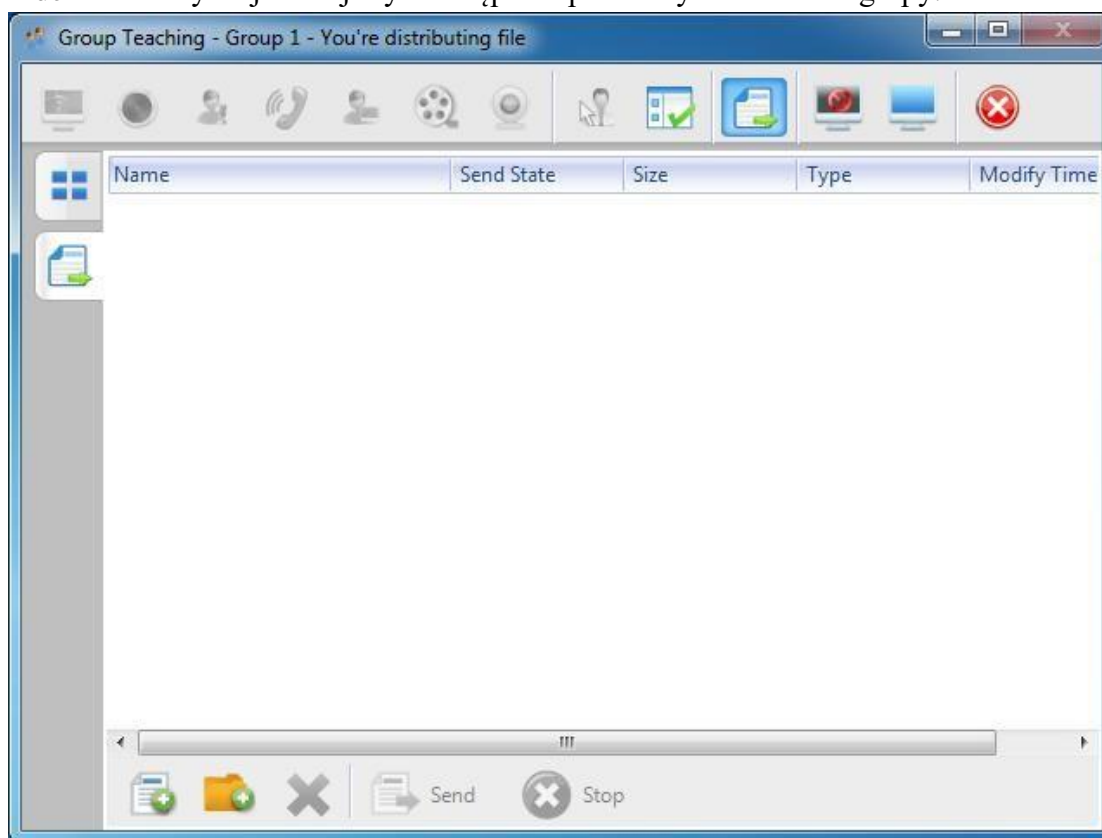 Group Teaching - Group 1 - You're distributing file
Name Send State Size Type Modify Time
Send Stop